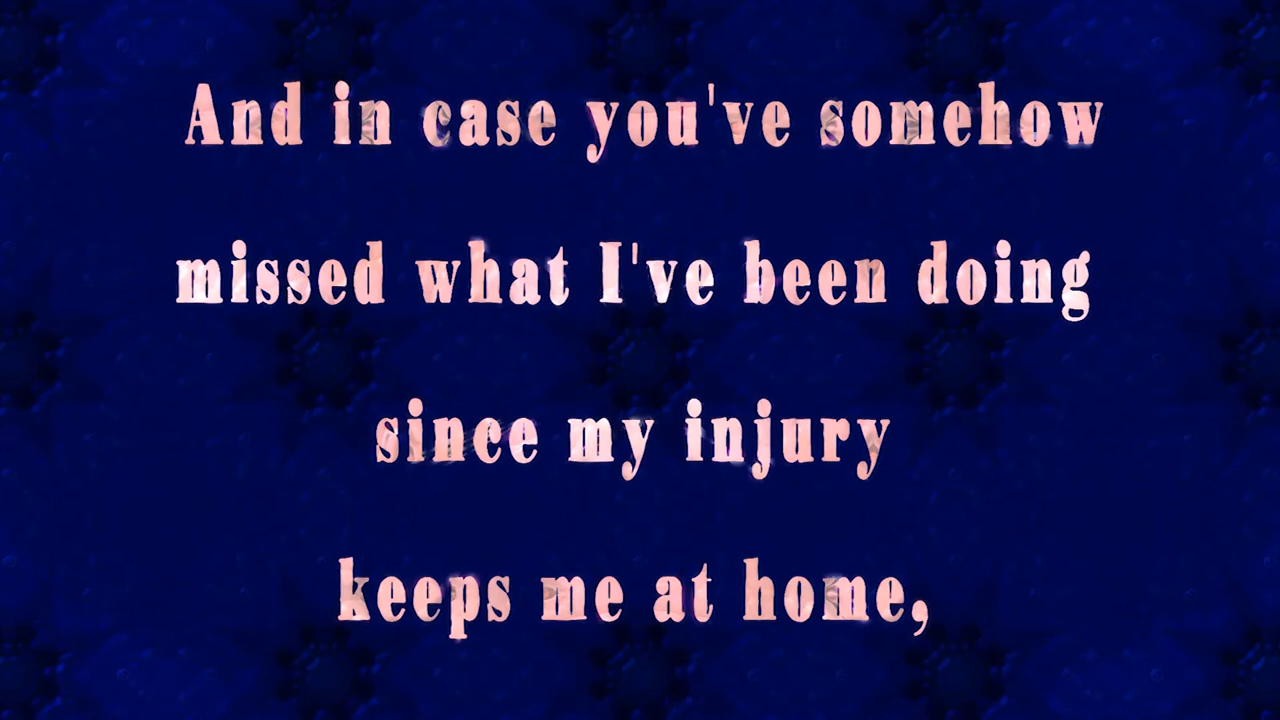 And in case you've somehow
missed what I've been doing
since my injury
keeps me at home,